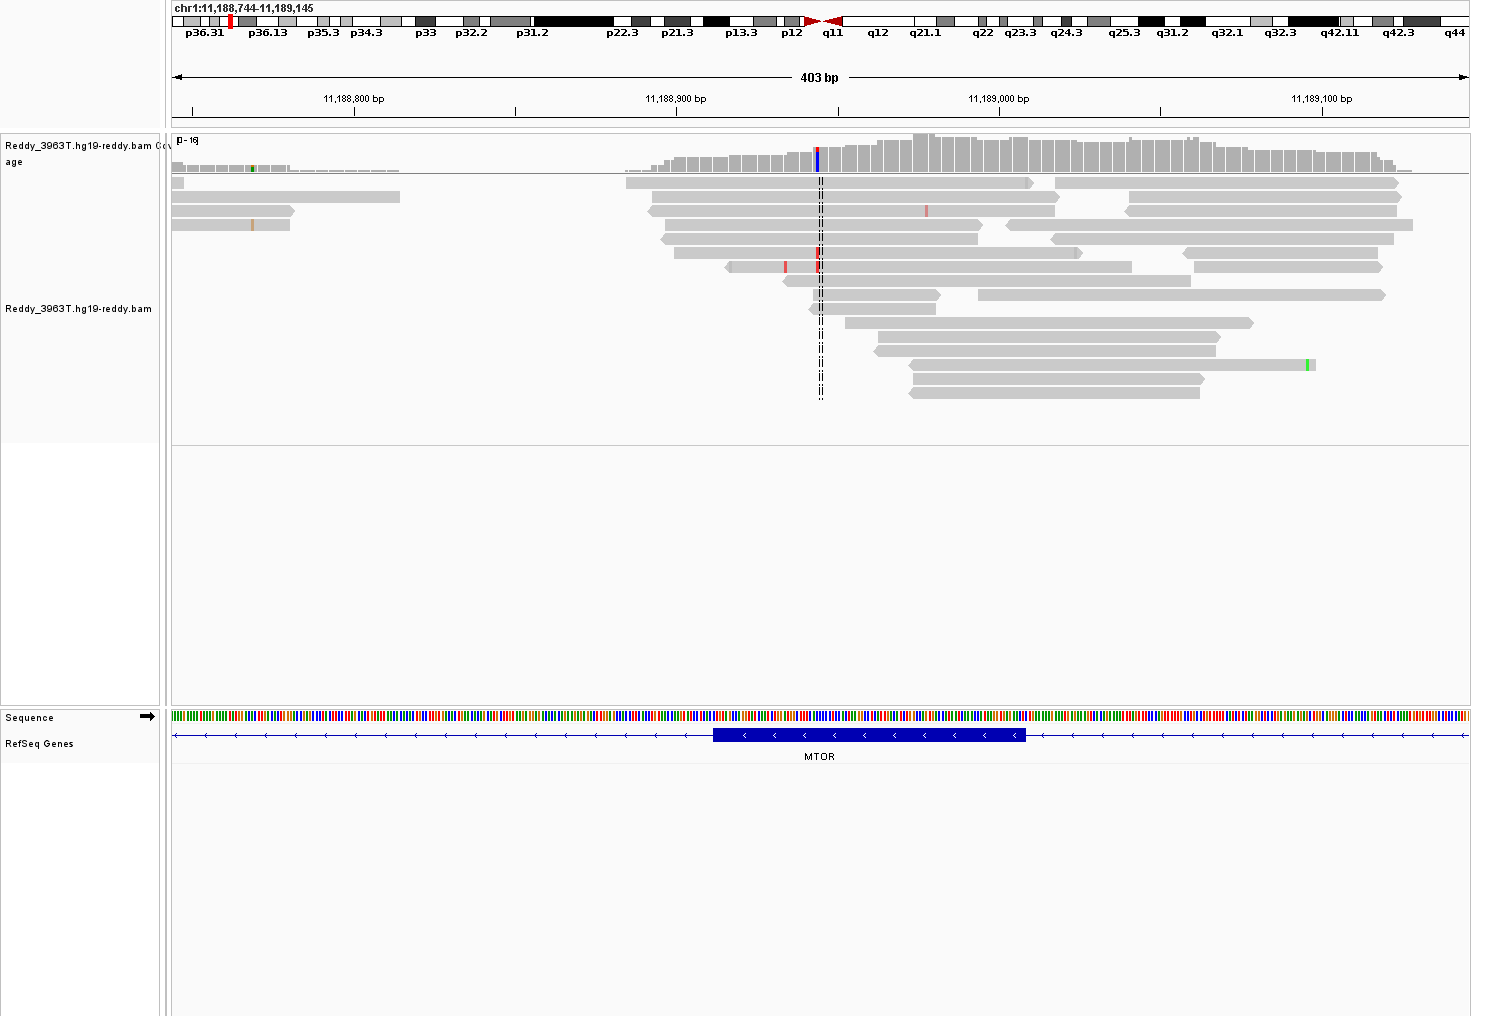 chr1:11,188,744-11,189,145
p36.31 p36.13 p35.3 p34.3 p33 p32.2 p31.2 p22.3 p21.3 p13.3 p12 q11 q12 q21.1 q22 q23.3 q24.3 q25.3 q31.2 q32.1 q32.3 q42.11 q42.3 q44
403 bp
11,188,800 bp 11,188,900 bp 11,189,000 bp 11,189,100 bp
Reddy_3963T.hg19-reddy.bam Cov
age
[0 - 16]
Reddy_3963T.hg19-reddy.bam
Sequence
RefSeq Genes
MTOR